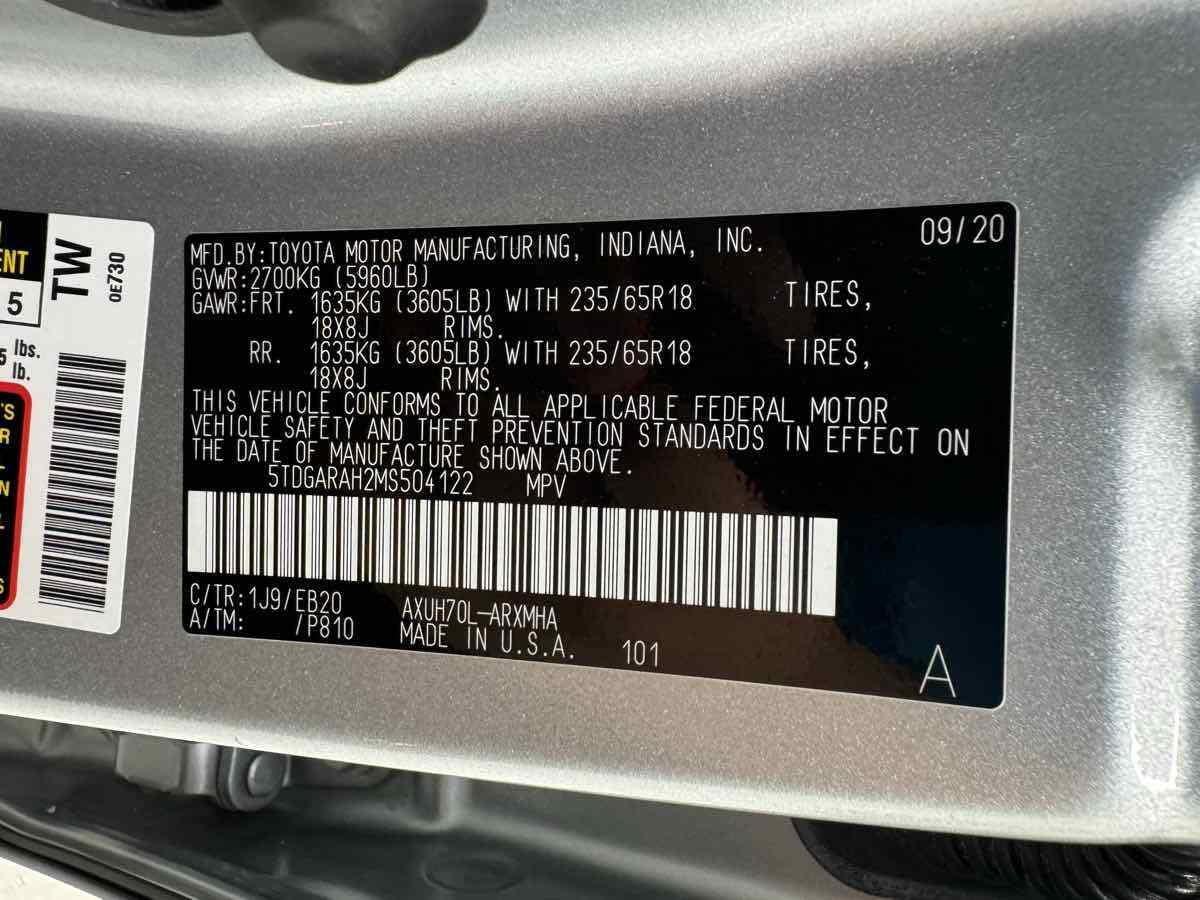 MFD.BY:TOYOTA MOTOR MANUFACTURING, INDIANA, INC. 09/20
GVWR:2700KG (5960LB)
GAWR:FRT. 1635KG (3605LB) WITH 235/65R18 TIRES,
18X8J RIMS.
RR. 1635KG (3605LB) WITH 235/65R18 TIRES,
18X8J RIMS.
THIS VEHICLE CONFORMS TO ALL APPLICABLE FEDERAL MOTOR
VEHICLE SAFETY AND THEFT PREVENTION STANDARDS IN EFFECT ON
THE DATE OF MANUFACTURE SHOWN ABOVE.
5TDGARAH2MS504122 MPV
C/TR:1J9/EB20 AXUH70L-ARXMHA
A/TM: /P810 MADE IN U.S.A. 101
A
TW
0E730
5
lbs.
lb.